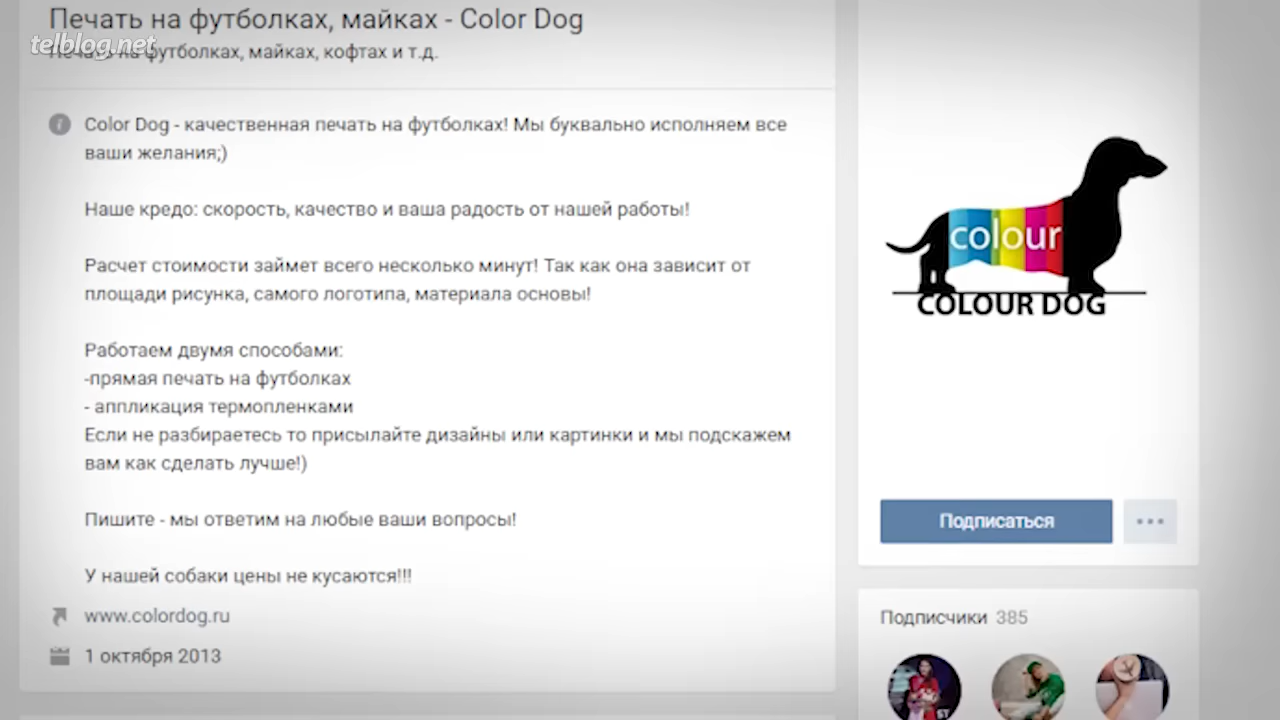 Печать на футболках, майках - Color Dog
telblog.net
Печать на футболках, майках, кофтах и т.д.
Color Dog - качественная печать на футболках! Мы буквально исполняем все
ваши желания;)
Наше кредо: скорость, качество и ваша радость от нашей работы!
Расчет стоимости займет всего несколько минут! Так как она зависит от
площади рисунка, самого логотипа, материала основы!
Работаем двумя способами:
-прямая печать на футболках
- аппликация термопленками
Если не разбираетесь то присылайте дизайны или картинки и мы подскажем
вам как сделать лучше!)
Пишите - мы ответим на любые ваши вопросы!
У нашей собаки цены не кусаются!!!
www.colordog.ru
1 октября 2013
colour
COLOUR DOG
Подписаться
Подписчики 385